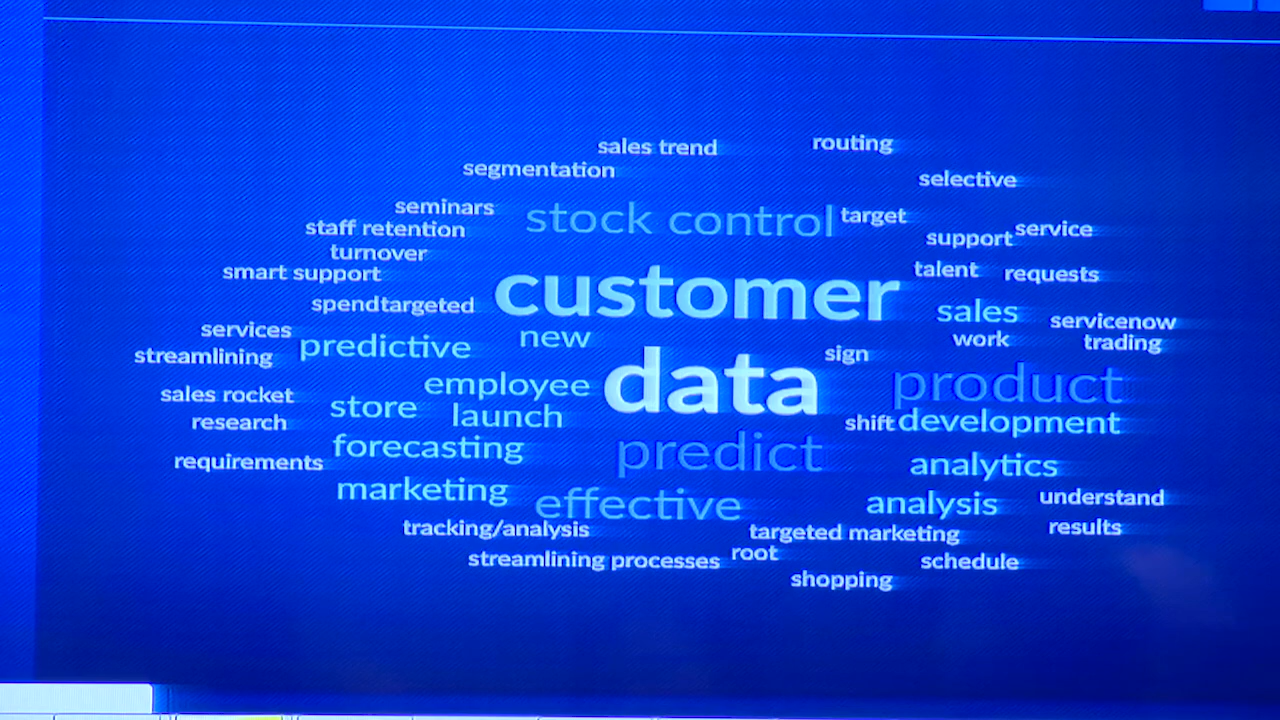 sales trend
routing
segmentation
selective
seminars
stock control
target
staff retention
support
service
turnover
smart support
talent
requests
customer
spendtargeted
sales
servicenow
services
new
work
trading
predictive
streamlining
sign
data
employee
product
sales rocket
store
launch
shift
development
research
forecasting
predict
requirements
analytics
marketing
effective
analysis
understand
tracking/analysis
targeted marketing
results
streamlining processes
root
schedule
shopping